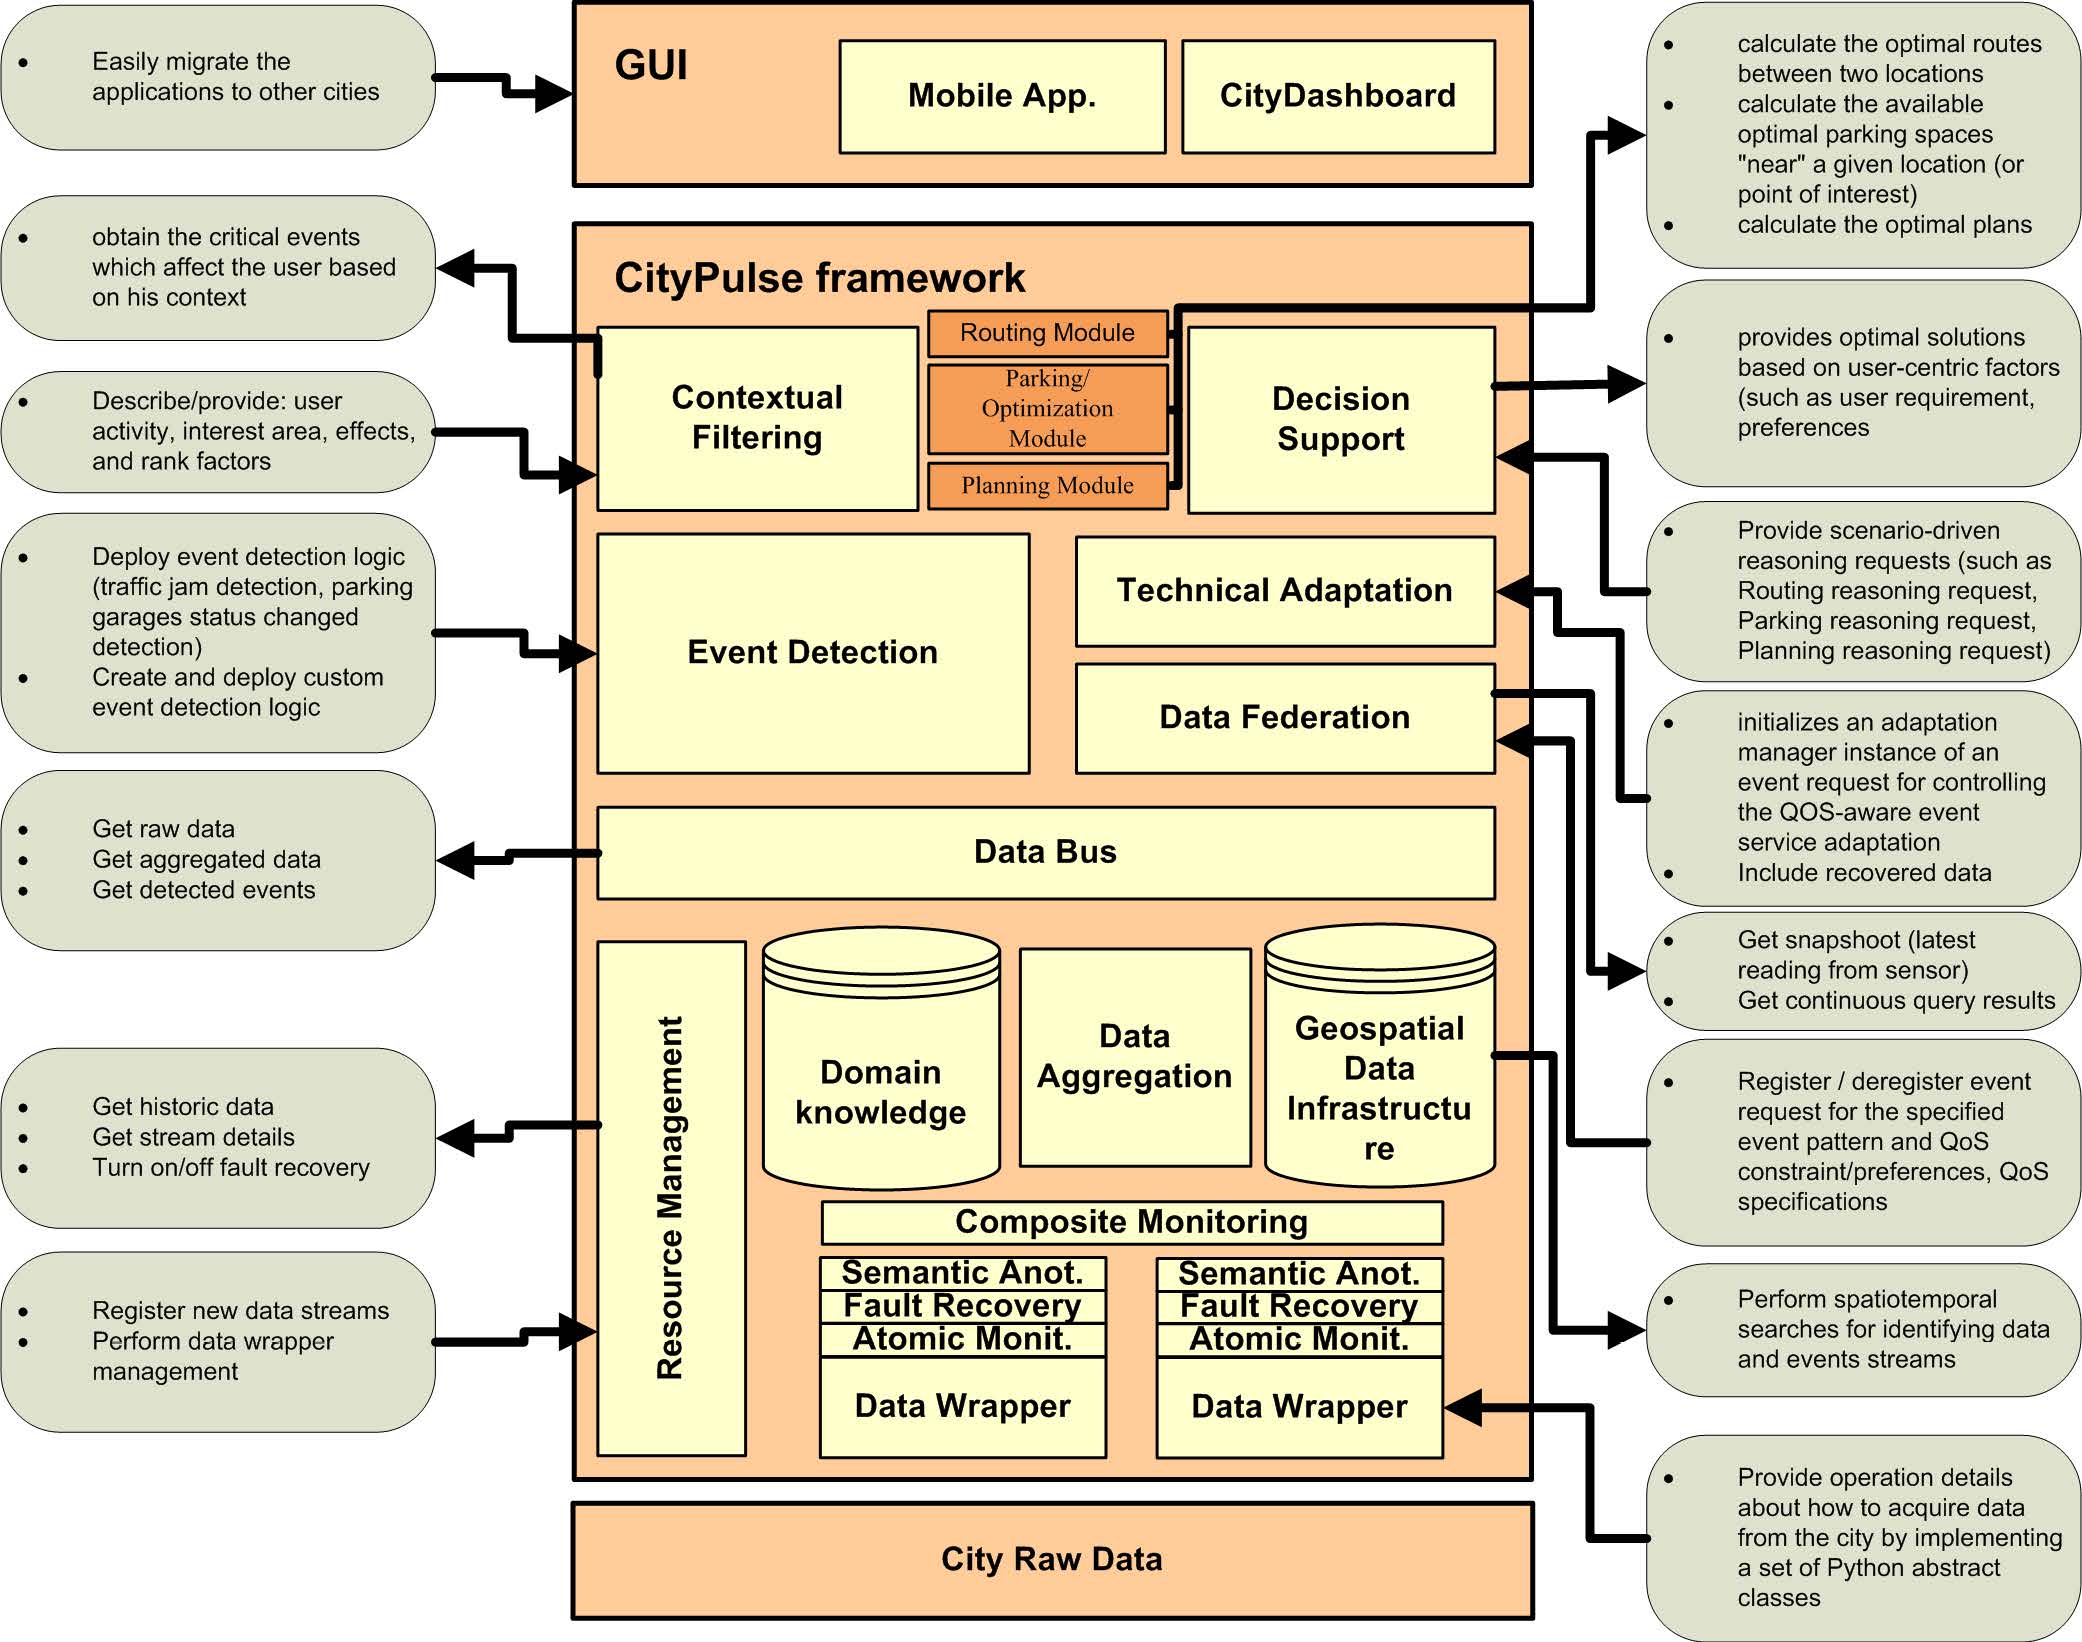 • Easily migrate the
applications to other cities
• obtain the critical events
which affect the user based
on his context
• Describe/provide: user
activity, interest area, effects,
and rank factors
• Deploy event detection logic
(traffic jam detection, parking
garages status changed
detection)
• Create and deploy custom
event detection logic
• Get raw data
• Get aggregated data
• Get detected events
• Get historic data
• Get stream details
• Turn on/off fault recovery
• Register new data streams
• Perform data wrapper
management
GUI
Mobile App.
CityDashboard
CityPulse framework
Contextual
Filtering
Routing Module
Parking/
Optimization
Module
Planning Module
Decision
Support
Event Detection
Technical Adaptation
Data Federation
Data Bus
Resource Management
Domain
knowledge
Data
Aggregation
Geospatial
Data
Infrastructu
re
Composite Monitoring
Semantic Anot.
Fault Recovery
Atomic Monit.
Data Wrapper
Semantic Anot.
Fault Recovery
Atomic Monit.
Data Wrapper
City Raw Data
• calculate the optimal routes
between two locations
• calculate the available
optimal parking spaces
"near" a given location (or
point of interest)
• calculate the optimal plans
• provides optimal solutions
based on user-centric factors
(such as user requirement,
preferences
• Provide scenario-driven
reasoning requests (such as
Routing reasoning request,
Parking reasoning request,
Planning reasoning request)
• initializes an adaptation
manager instance of an
event request for controlling
the QOS-aware event
service adaptation
• Include recovered data
• Get snapshoot (latest
reading from sensor)
• Get continuous query results
• Register / deregister event
request for the specified
event pattern and QoS
constraint/preferences, QoS
specifications
• Perform spatiotemporal
searches for identifying data
and events streams
• Provide operation details
about how to acquire data
from the city by implementing
a set of Python abstract
classes